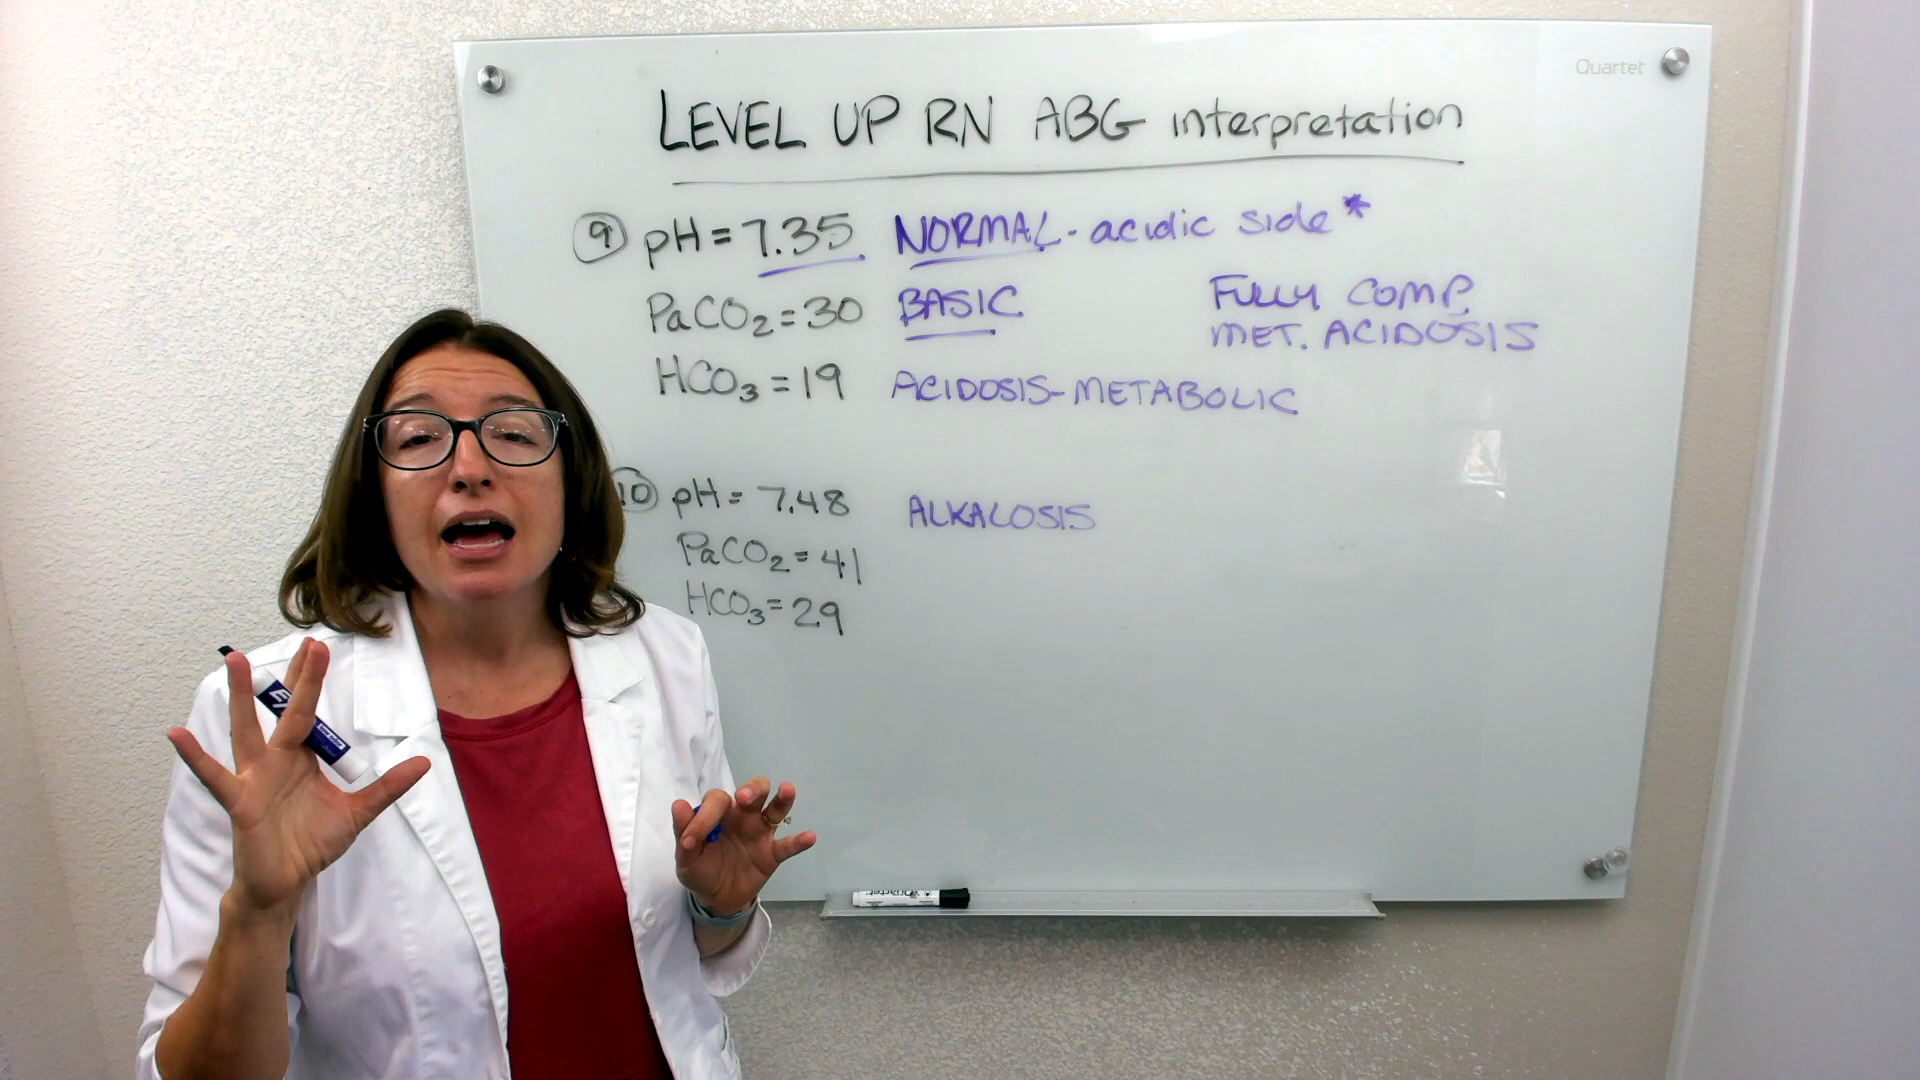 Quartet
LEVEL UP RN ABG interpretation
9 pH = 7.35 NORMAL - acidic side *
PaCO2 = 30 BASIC
FULLY COMP.
MET. ACIDOSIS
HCO3 = 19 ACIDOSIS-METABOLIC
10 pH = 7.48 ALKALOSIS
PaCO2 = 41
HCO3 = 29
Quartet